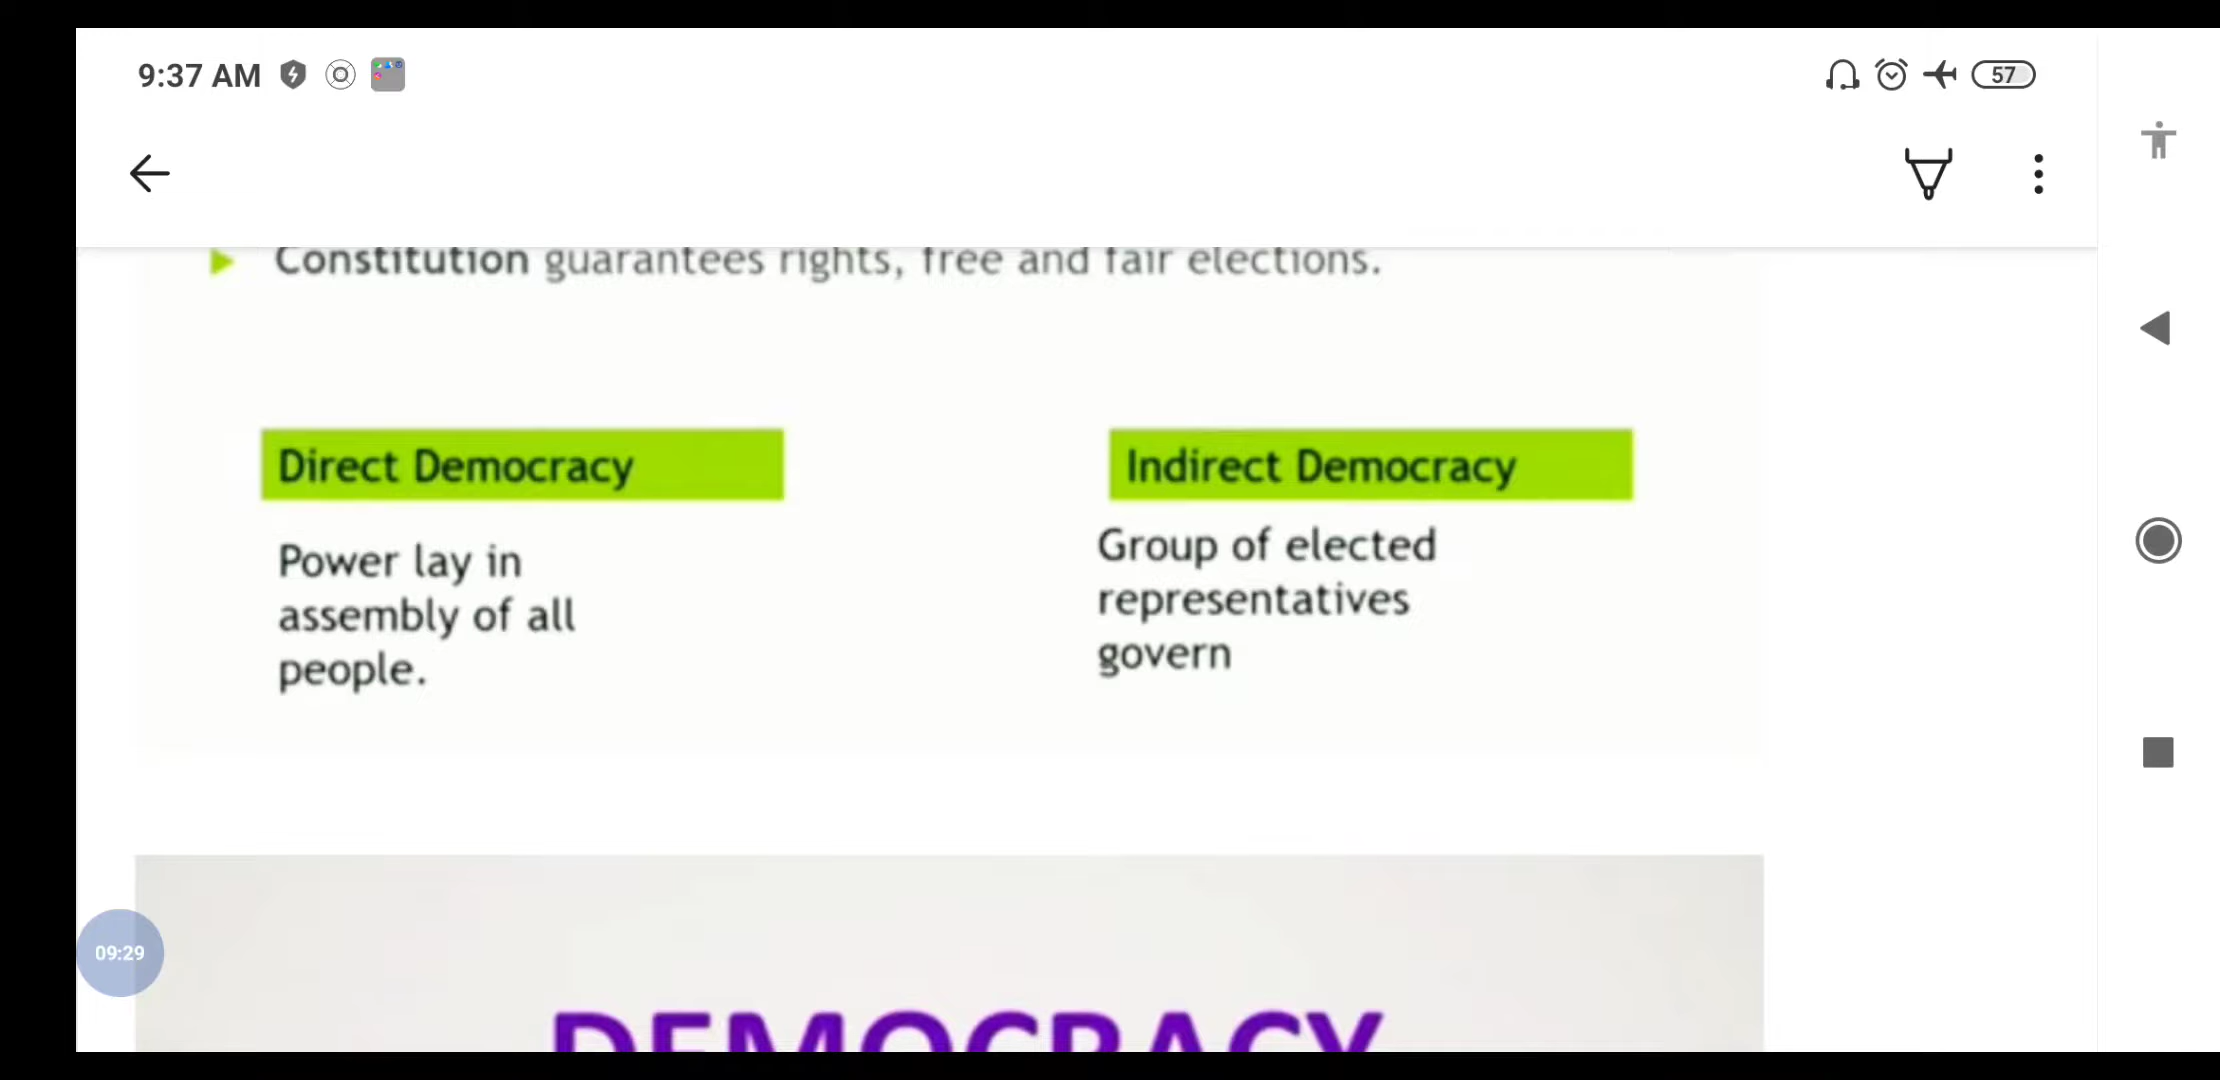 9:37 AM
57
Constitution guarantees rights, free and fair elections.
Direct Democracy
Indirect Democracy
Power lay in
assembly of all
people.
Group of elected
representatives
govern
09:29
DEMOCRACY